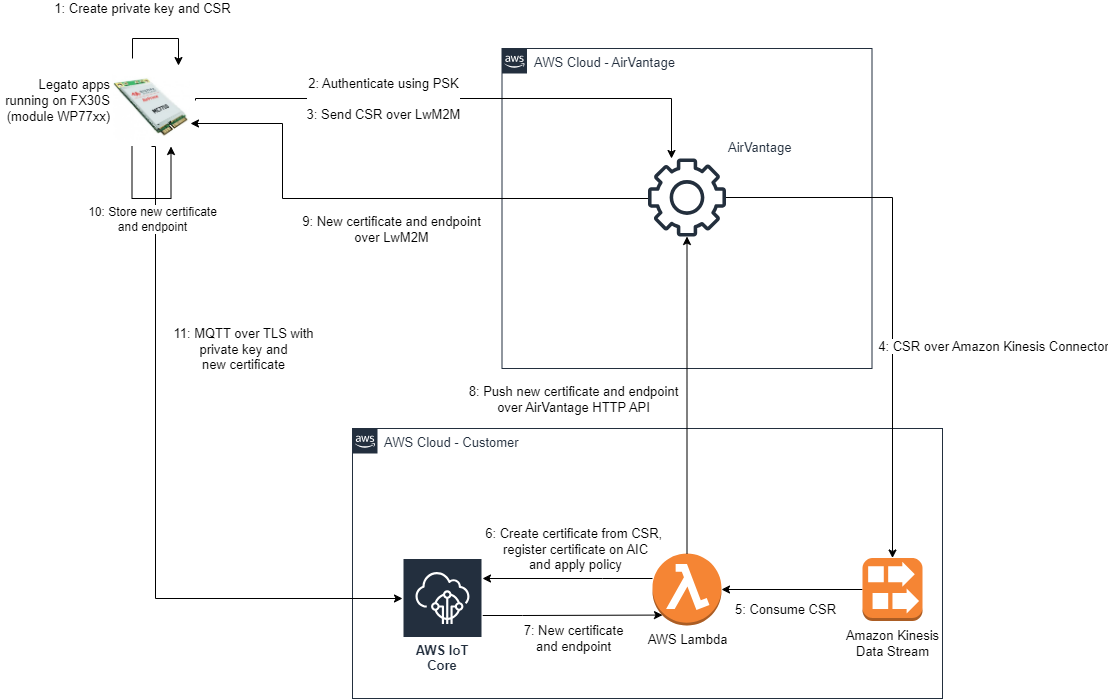 1: Create private key and CSR
aws
AWS Cloud - AirVantage
Legato apps
running on FX30S
(module WP77xx)
2: Authenticate using PSK
3: Send CSR over LwM2M
AirVantage
10: Store new certificate
and endpoint
9: New certificate and endpoint
over LwM2M
11: MQTT over TLS with
private key and
new certificate
4: CSR over Amazon Kinesis Connector
8: Push new certificate and endpoint
over AirVantage HTTP API
aws
AWS Cloud - Customer
6: Create certificate from CSR,
register certificate on AIC
and apply policy
5: Consume CSR
7: New certificate
and endpoint
AWS IoT
Core
AWS Lambda
Amazon Kinesis
Data Stream